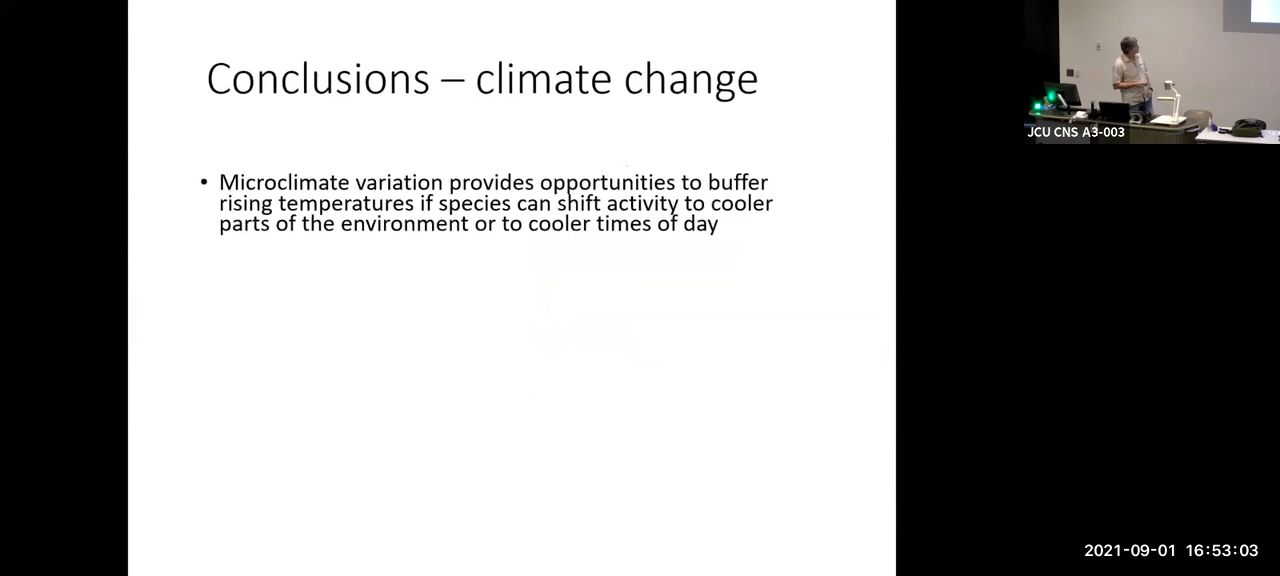 Conclusions – climate change
• Microclimate variation provides opportunities to buffer
rising temperatures if species can shift activity to cooler
parts of the environment or to cooler times of day
JCU CNS A3-003
2021-09-01 16:53:03